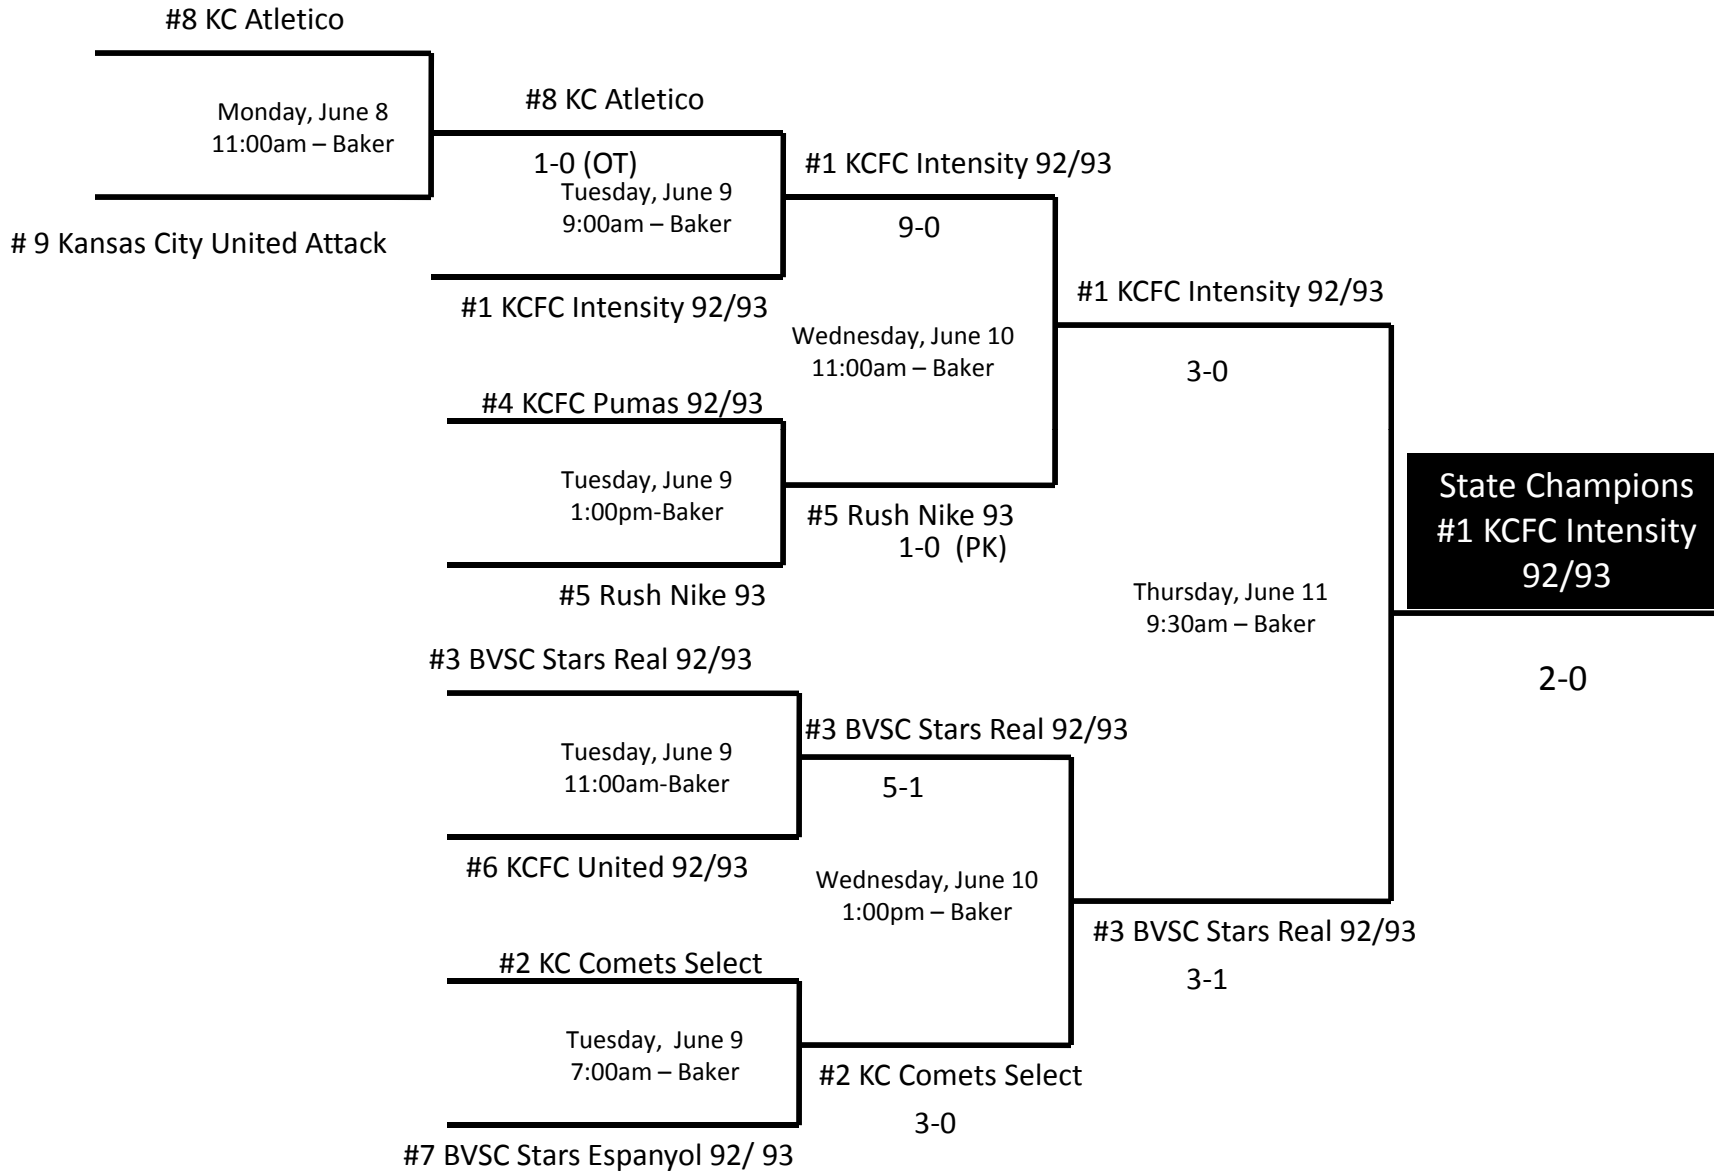 #8 KC Atletico
Monday, June 8
11:00am – Baker
# 9 Kansas City United Attack
#8 KC Atletico
1-0 (OT)
Tuesday, June 9
9:00am – Baker
#1 KCFC Intensity 92/93
#1 KCFC Intensity 92/93
9-0
Wednesday, June 10
11:00am – Baker
#4 KCFC Pumas 92/93
Tuesday, June 9
1:00pm-Baker
#5 Rush Nike 93
#5 Rush Nike 93
1-0 (PK)
#1 KCFC Intensity 92/93
3-0
Thursday, June 11
9:30am – Baker
State Champions
#1 KCFC Intensity
92/93
2-0
#3 BVSC Stars Real 92/93
Tuesday, June 9
11:00am-Baker
#6 KCFC United 92/93
#3 BVSC Stars Real 92/93
5-1
Wednesday, June 10
1:00pm – Baker
#3 BVSC Stars Real 92/93
3-1
#2 KC Comets Select
Tuesday, June 9
7:00am – Baker
#7 BVSC Stars Espanyol 92/ 93
#2 KC Comets Select
3-0